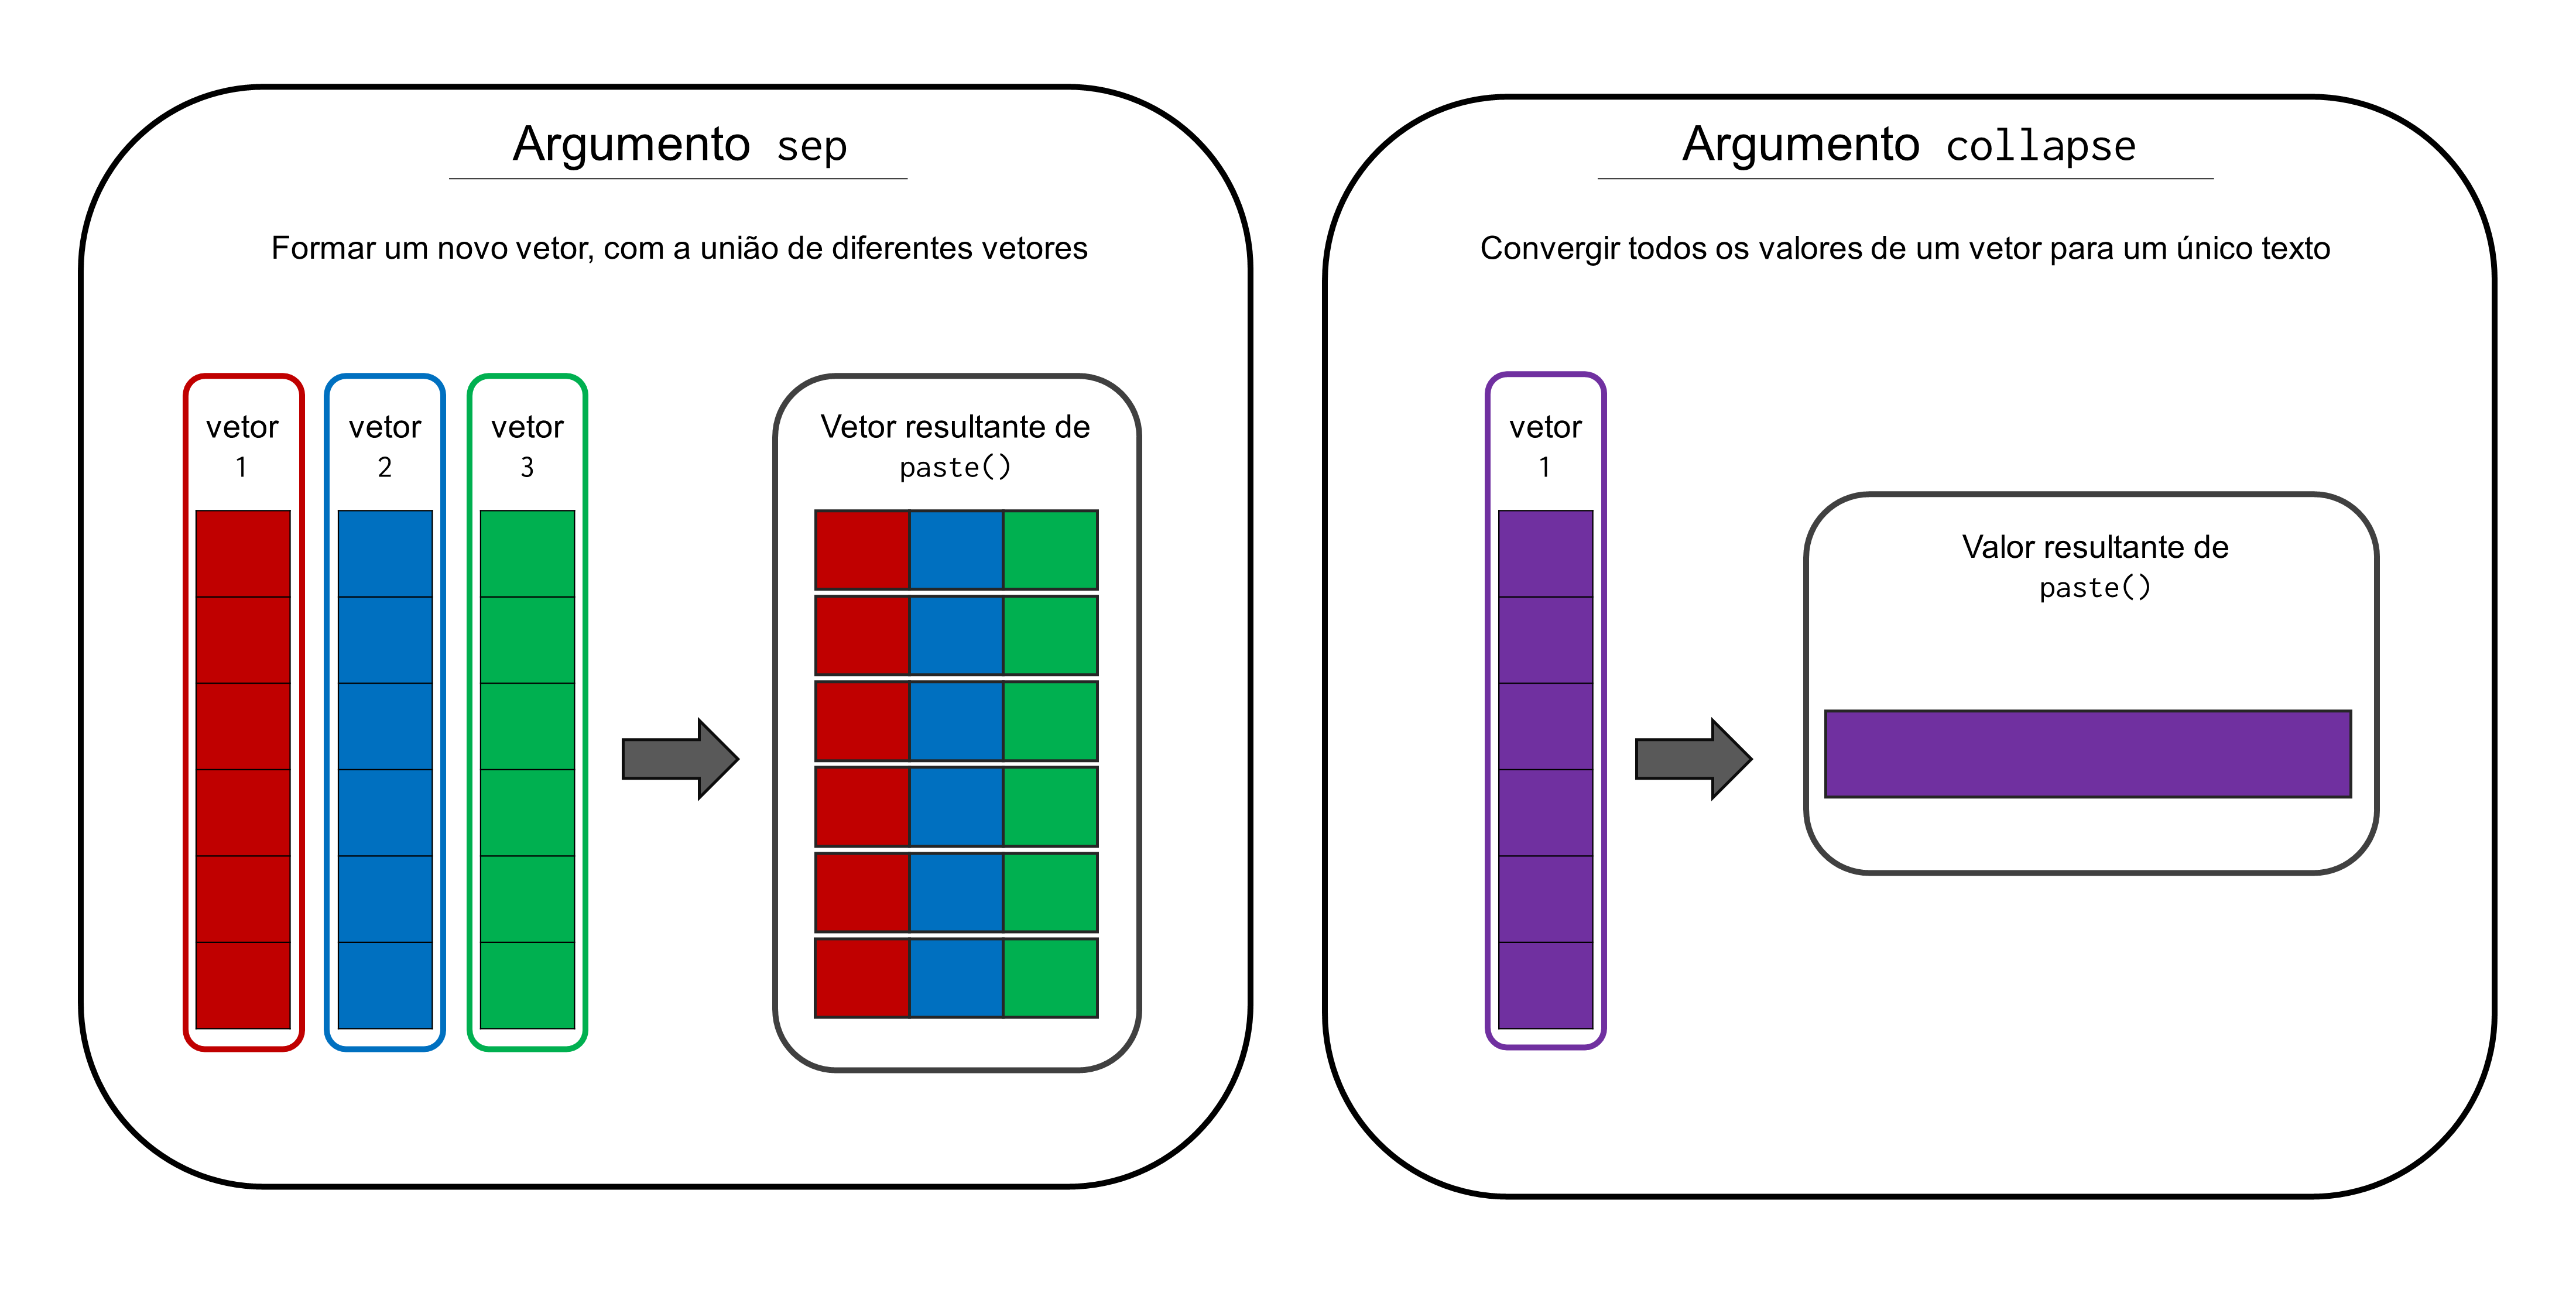 Argumento sep
Formar um novo vetor, com a união de diferentes vetores
vetor
1
vetor
2
vetor
3
Vetor resultante de
paste()
Argumento collapse
Convergir todos os valores de um vetor para um único texto
vetor
1
Valor resultante de
paste()